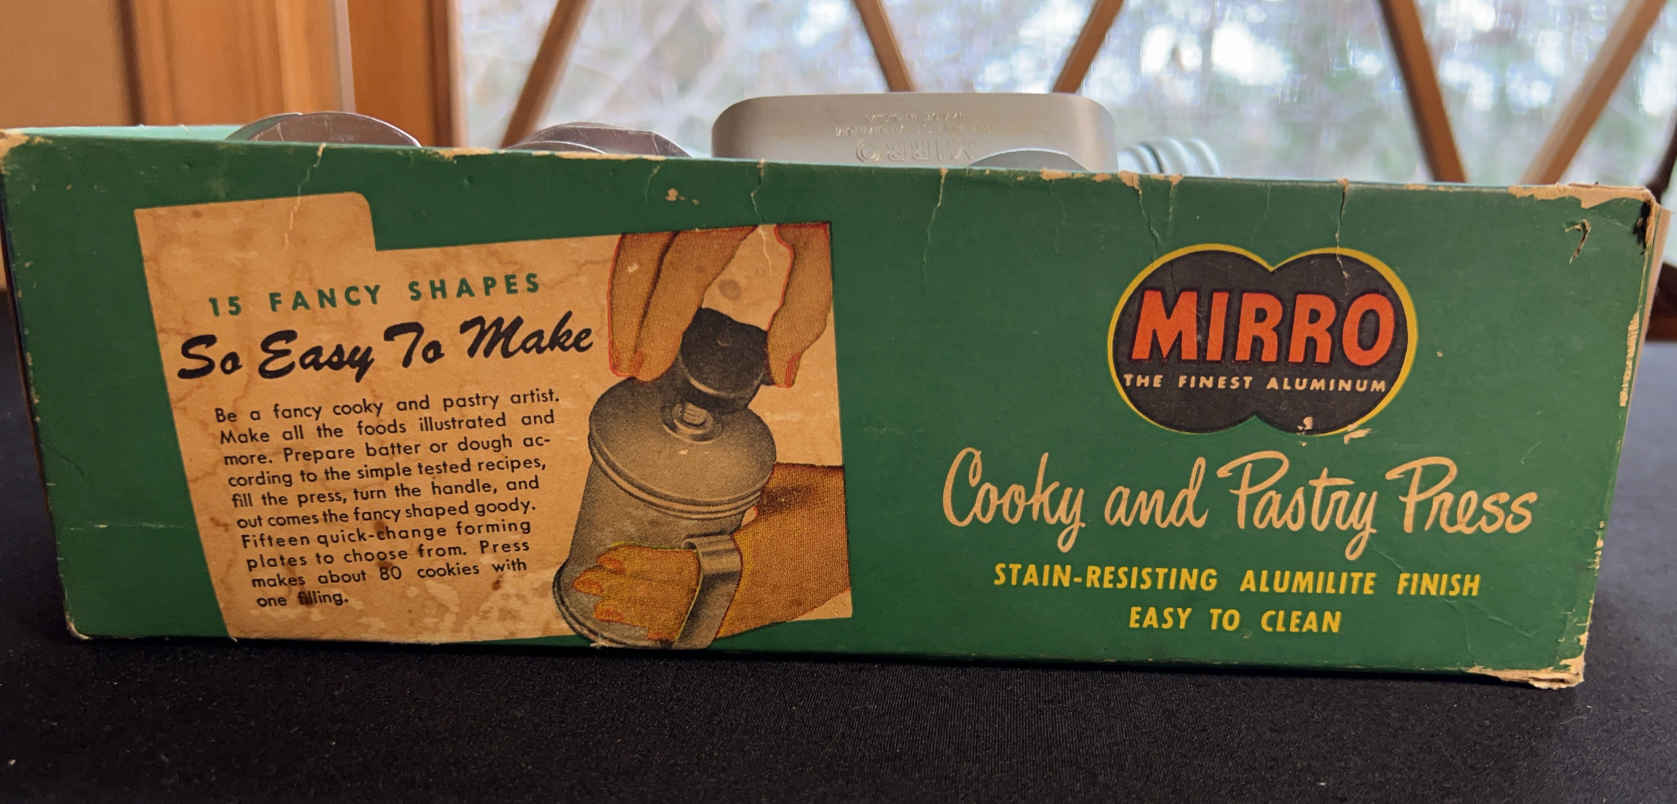 MIRRO
15 FANCY SHAPES
So Easy To Make
Be a fancy cooky and pastry artist.
Make all the foods illustrated and
more. Prepare batter or dough ac-
cording to the simple tested recipes,
fill the press, turn the handle, and
out comes the fancy shaped goody.
Fifteen quick-change forming
plates to choose from. Press
makes about 80 cookies with
one filling.
MIRRO
THE FINEST ALUMINUM
Cooky and Pastry Press
STAIN-RESISTING ALUMILITE FINISH
EASY TO CLEAN